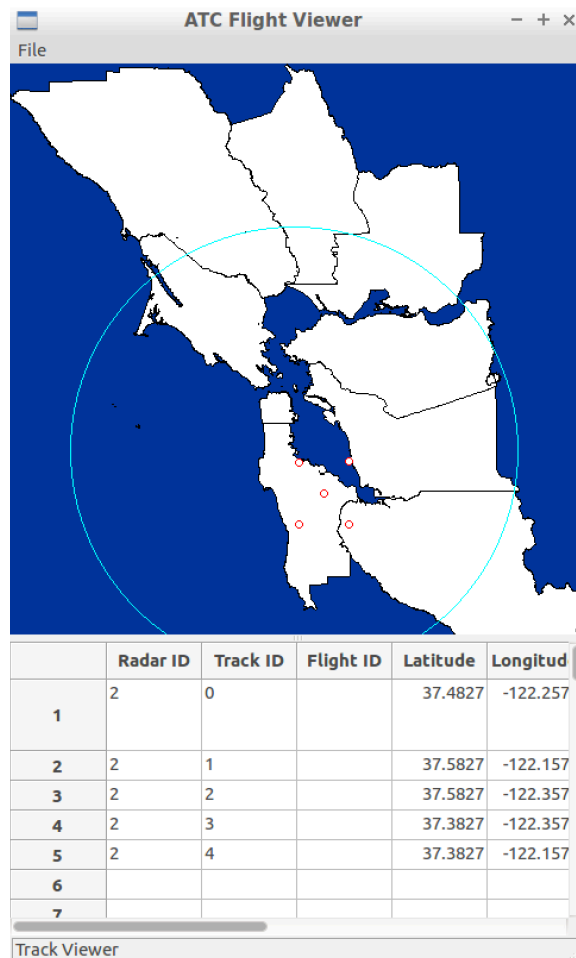 ATC Flight Viewer
File
Radar ID Track ID Flight ID Latitude Longitud
1 2 0 37.4827 -122.257
2 2 1 37.5827 -122.157
3 2 2 37.5827 -122.357
4 2 3 37.3827 -122.357
5 2 4 37.3827 -122.157
6
7
Track Viewer